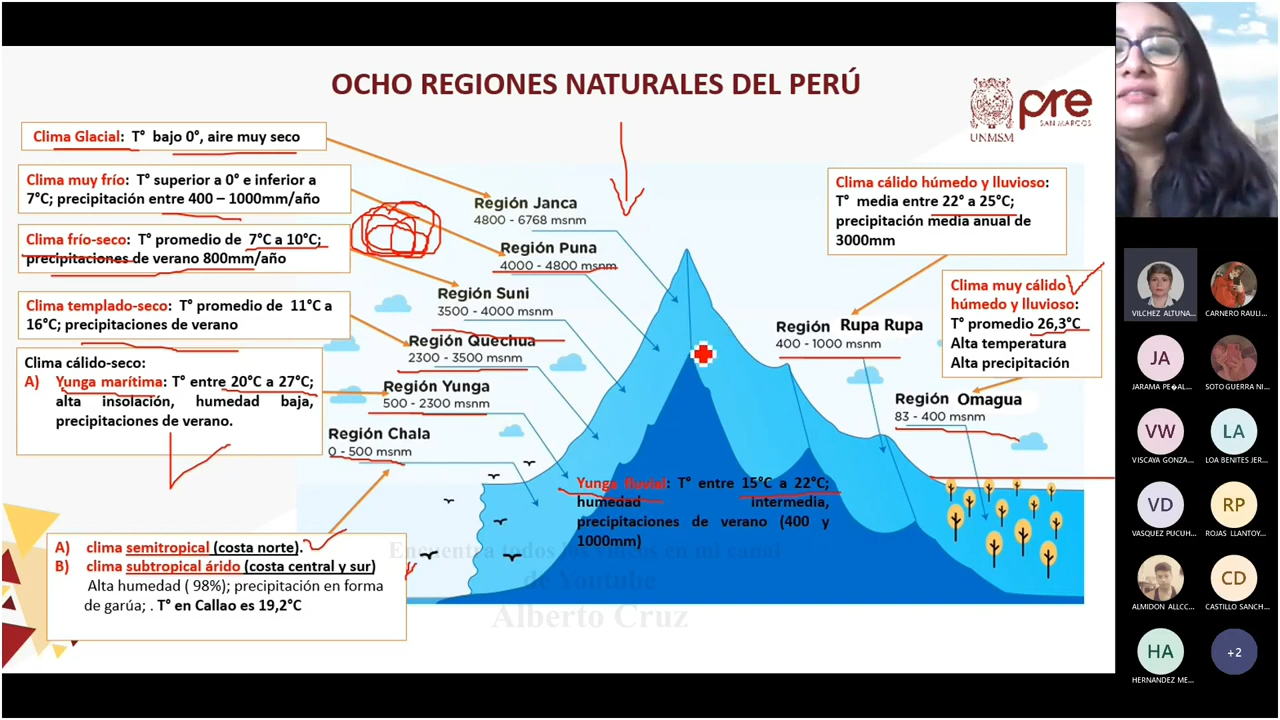 OCHO REGIONES NATURALES DEL PERÚ
UNMSM
pre
SAN MARCOS
Clima Glacial: T° bajo 0°, aire muy seco
Clima muy frío: T° superior a 0° e inferior a
7°C; precipitación entre 400 – 1000mm/año
Clima frío-seco: T° promedio de 7°C a 10°C;
precipitaciones de verano 800mm/año
Clima templado-seco: T° promedio de 11°C a
16°C; precipitaciones de verano
Clima cálido-seco:
A) Yunga marítima: T° entre 20°C a 27°C;
alta insolación, humedad baja,
precipitaciones de verano.
A) clima semitropical (costa norte).
B) clima subtropical árido (costa central y sur)
Alta humedad ( 98%); precipitación en forma
de garúa; . T° en Callao es 19,2°C
Región Janca
4800 - 6768 msnm
Región Puna
4000 - 4800 msnm
Región Suni
3500 - 4000 msnm
Región Quechua
2300 - 3500 msnm
Región Yunga
500 - 2300 msnm
Región Chala
0 - 500 msnm
Yunga fluvial: T° entre 15°C a 22°C;
humedad intermedia,
precipitaciones de verano (400 y
1000mm)
Clima cálido húmedo y lluvioso:
T° media entre 22° a 25°C;
precipitación media anual de
3000mm
Región Rupa Rupa
400 - 1000 msnm
Clima muy cálido
húmedo y lluvioso:
T° promedio 26,3°C
Alta temperatura
Alta precipitación
Región Omagua
83 - 400 msnm
Encuentra todos los videos en mi canal
de Youtube
Alberto Cruz
VILCHEZ ALTUNA...
CARNERO RAULI...
JA
JARAMA PE�AL...
SOTO GUERRA NI...
VW
VISCAYA GONZA...
LA
LOA BENITES JER...
VD
VASQUEZ PUCUH...
RP
ROJAS LLANTOY...
ALMIDON ALLCC...
CD
CASTILLO SANCH...
HA
HERNANDEZ ME...
+2